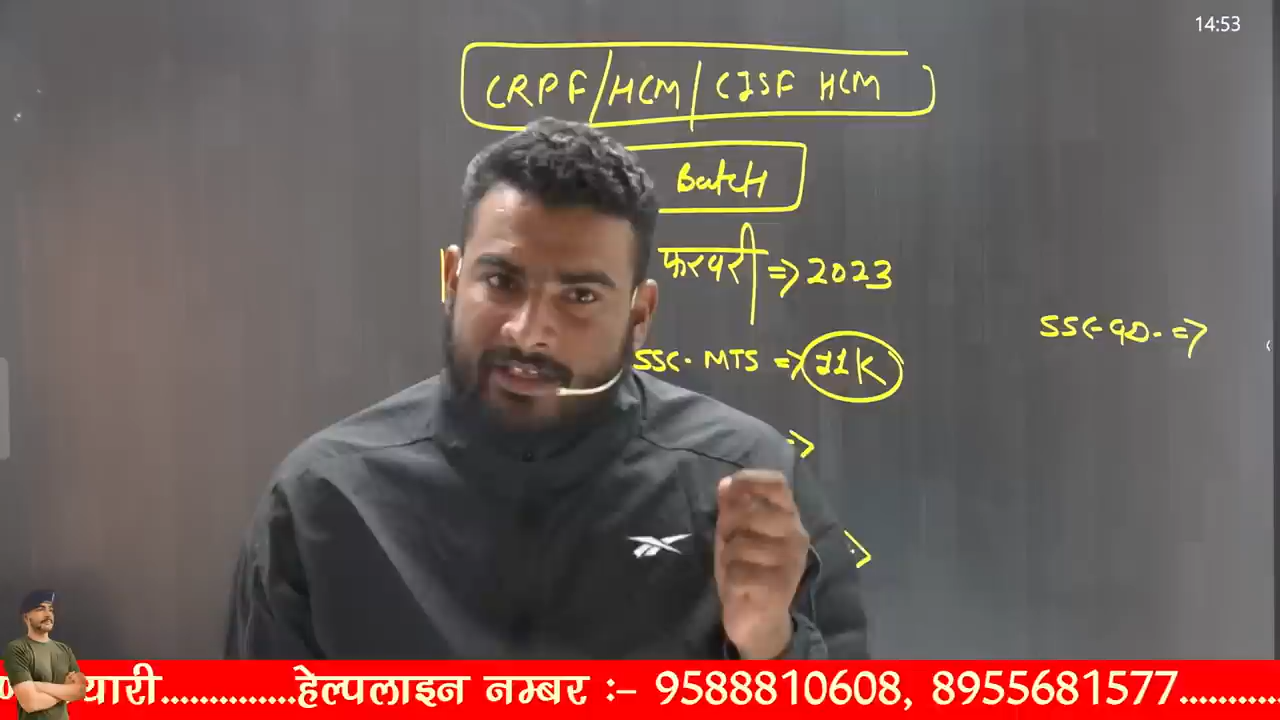 14:53
CRPF/HCM/CISF HCM
Batch
फरवरी => 2023
SSC-GD. =>
SSC. MTS => 11K
=>
यारी.............हेल्पलाइन नम्बर :- 9588810608, 8955681577..........